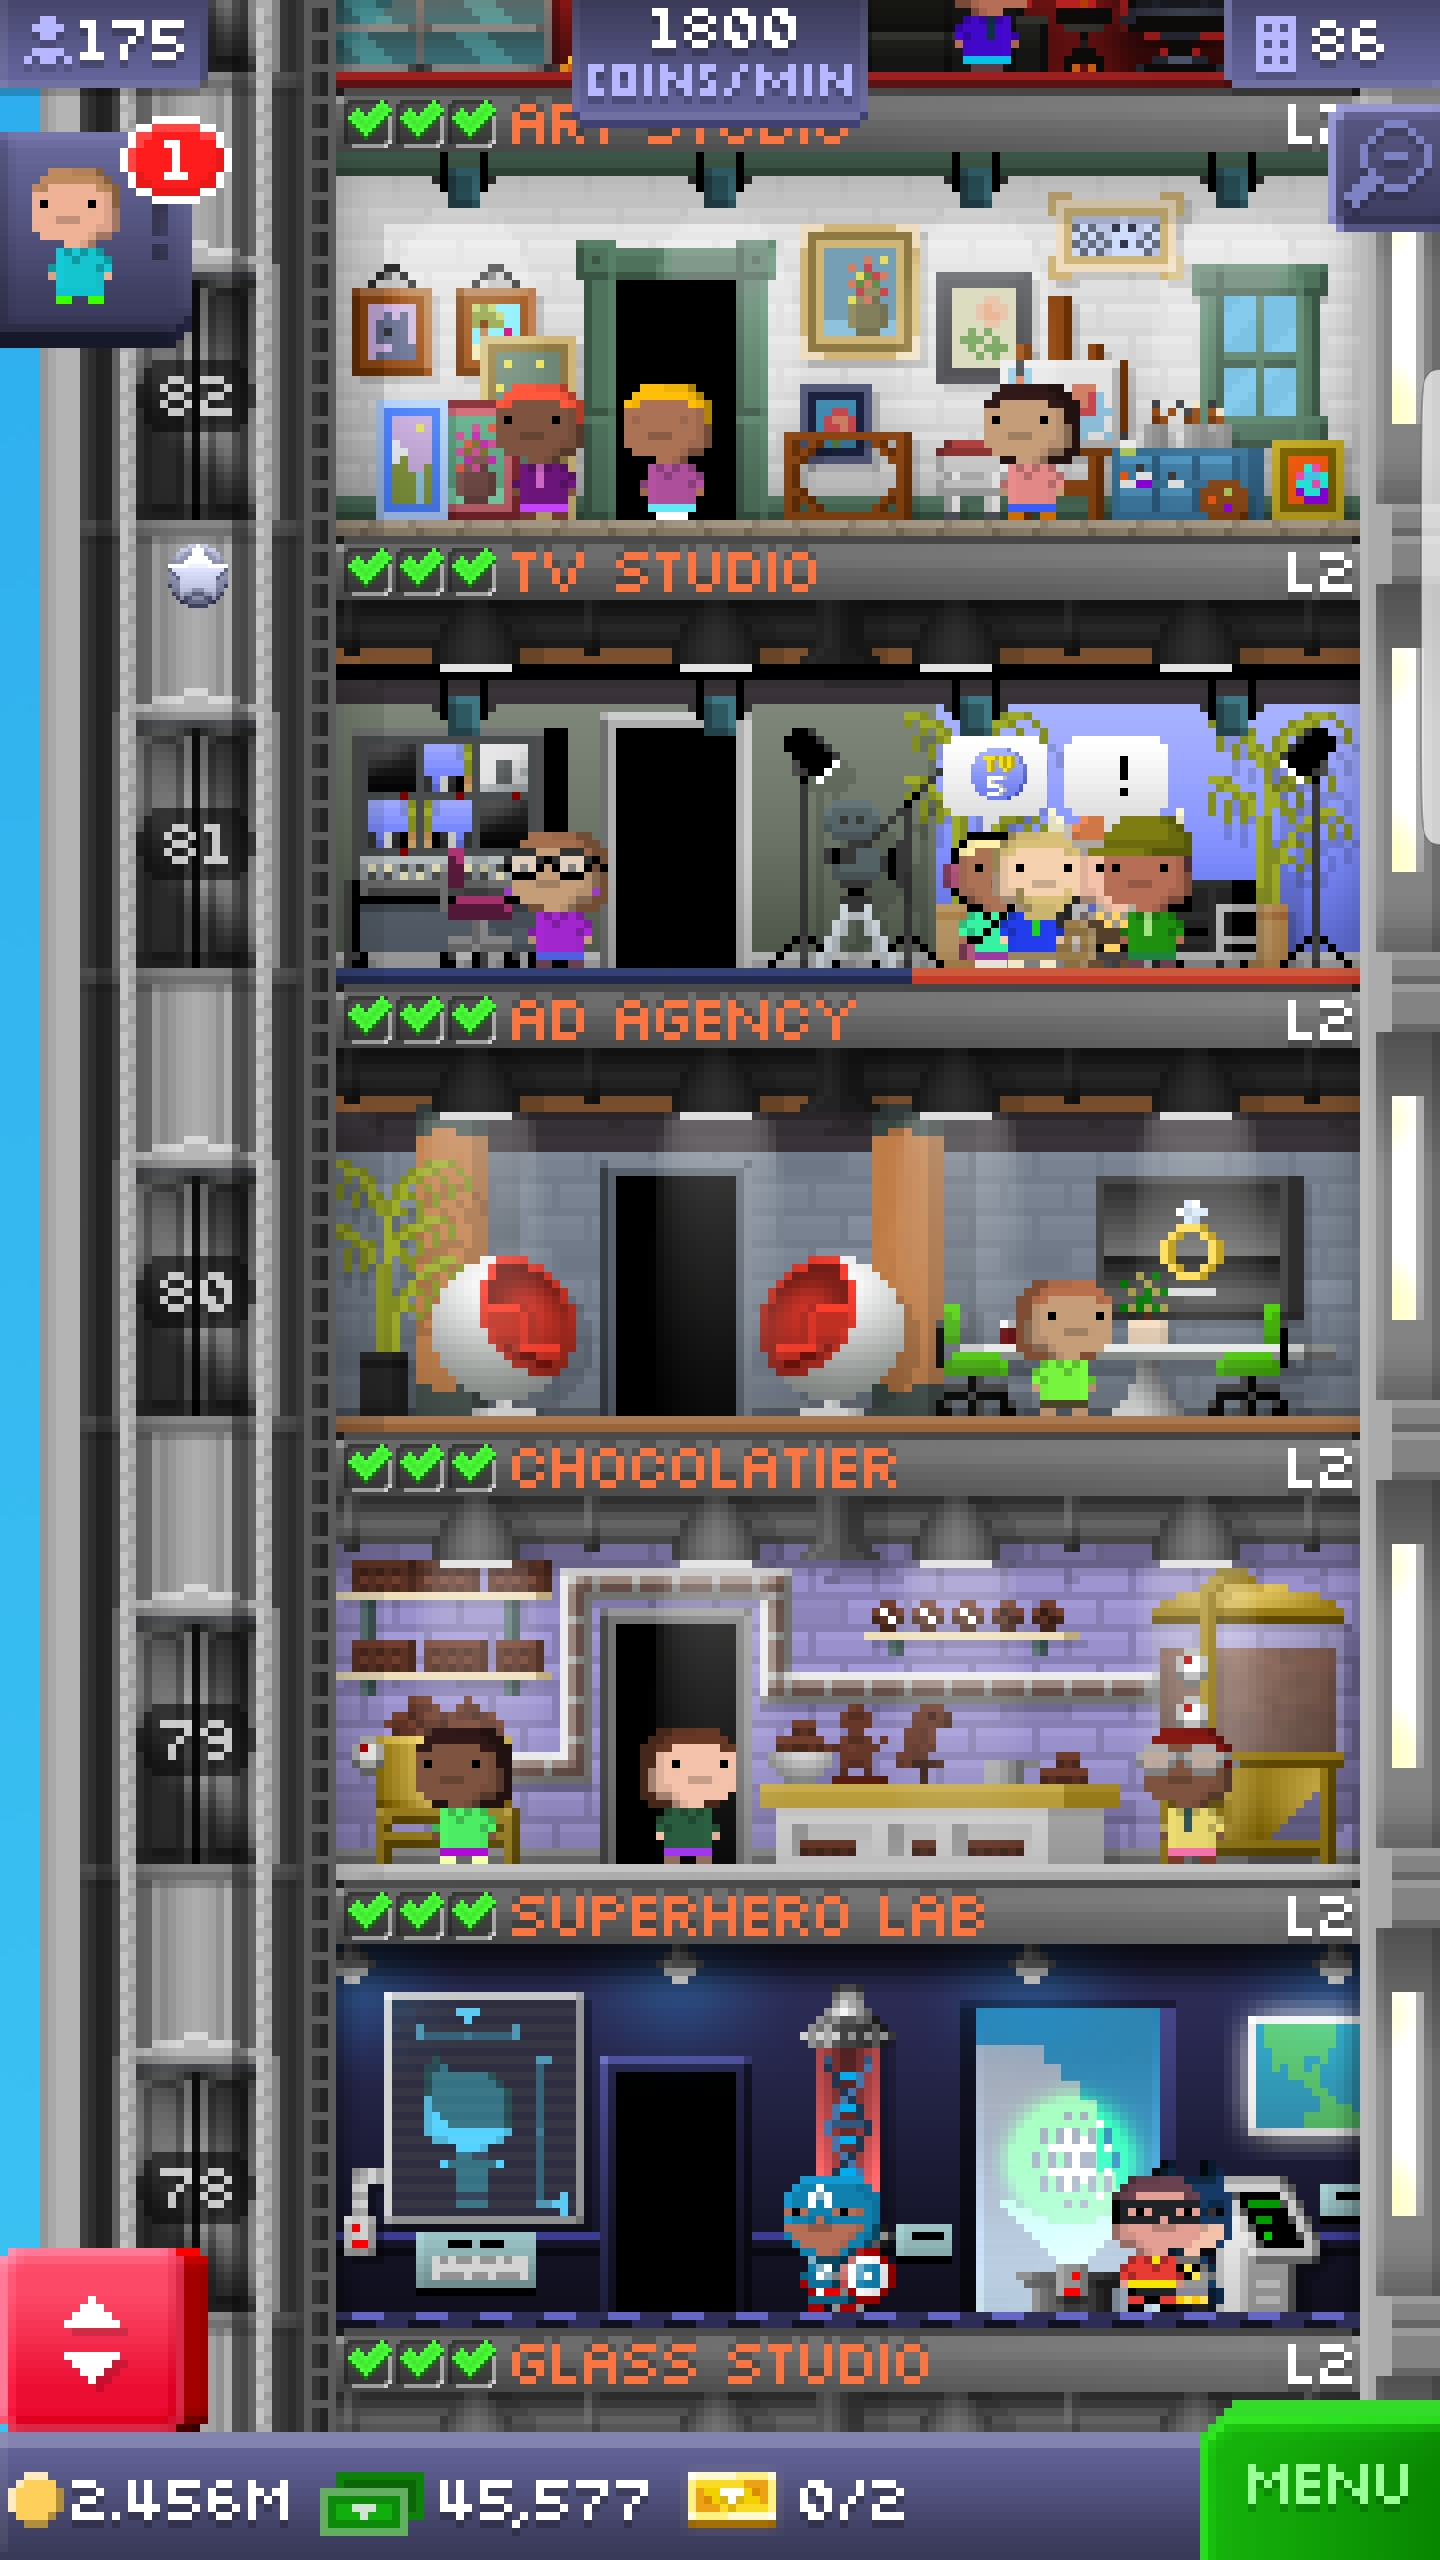 175
1800
COINS/MIN
86
1
ART STUDIO L2
82
TV STUDIO L2
TV
5
!
81
AD AGENCY L2
80
CHOCOLATIER L2
79
SUPERHERO LAB L2
A
78
GLASS STUDIO L2
2.456M 45,577 0/2
MENU